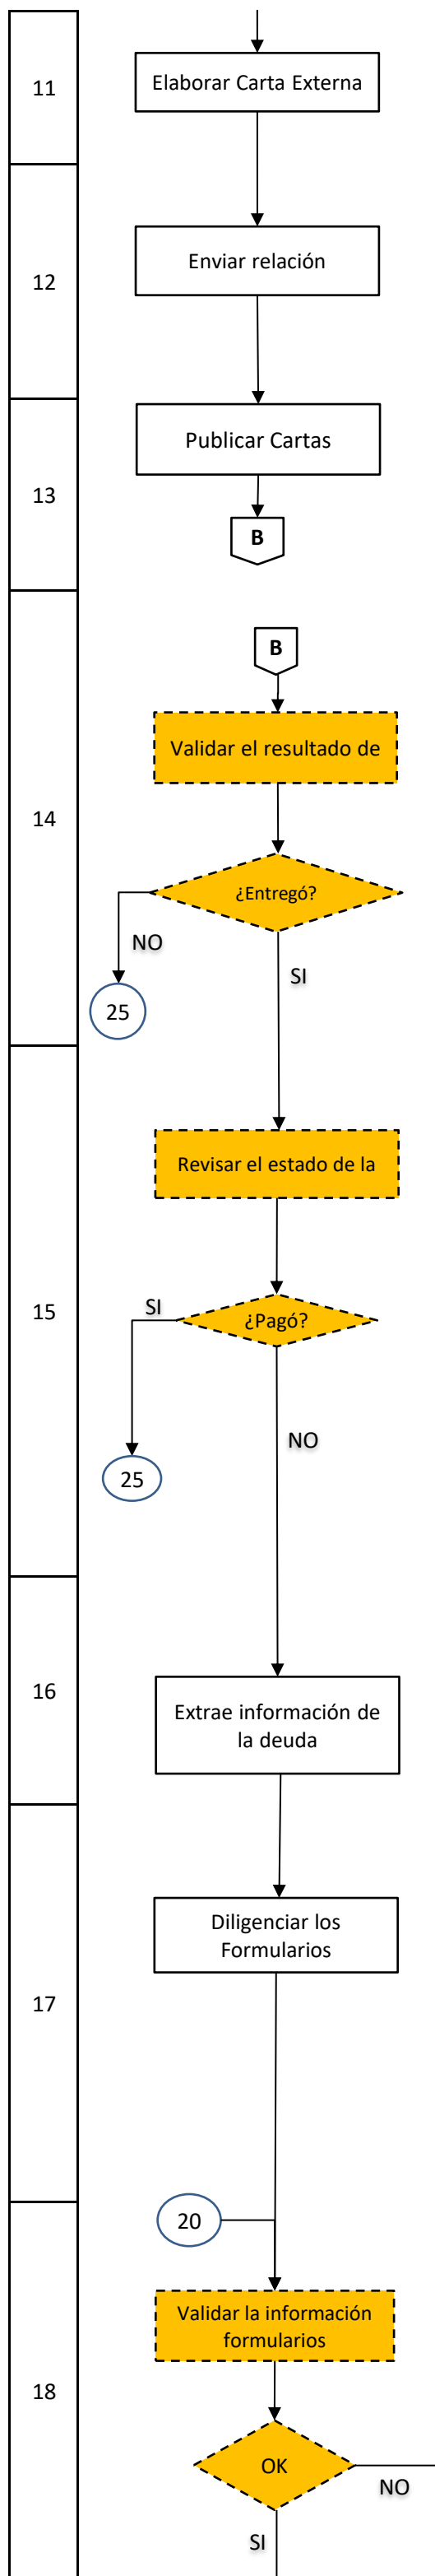 11
Elaborar Carta Externa
12
Enviar relación
13
Publicar Cartas
B
B
14
Validar el resultado de
¿Entregó?
NO
SI
25
Revisar el estado de la
15
SI
¿Pagó?
NO
25
16
Extrae información de
la deuda
17
Diligenciar los
Formularios
20
Validar la información
formularios
18
OK
NO
SI